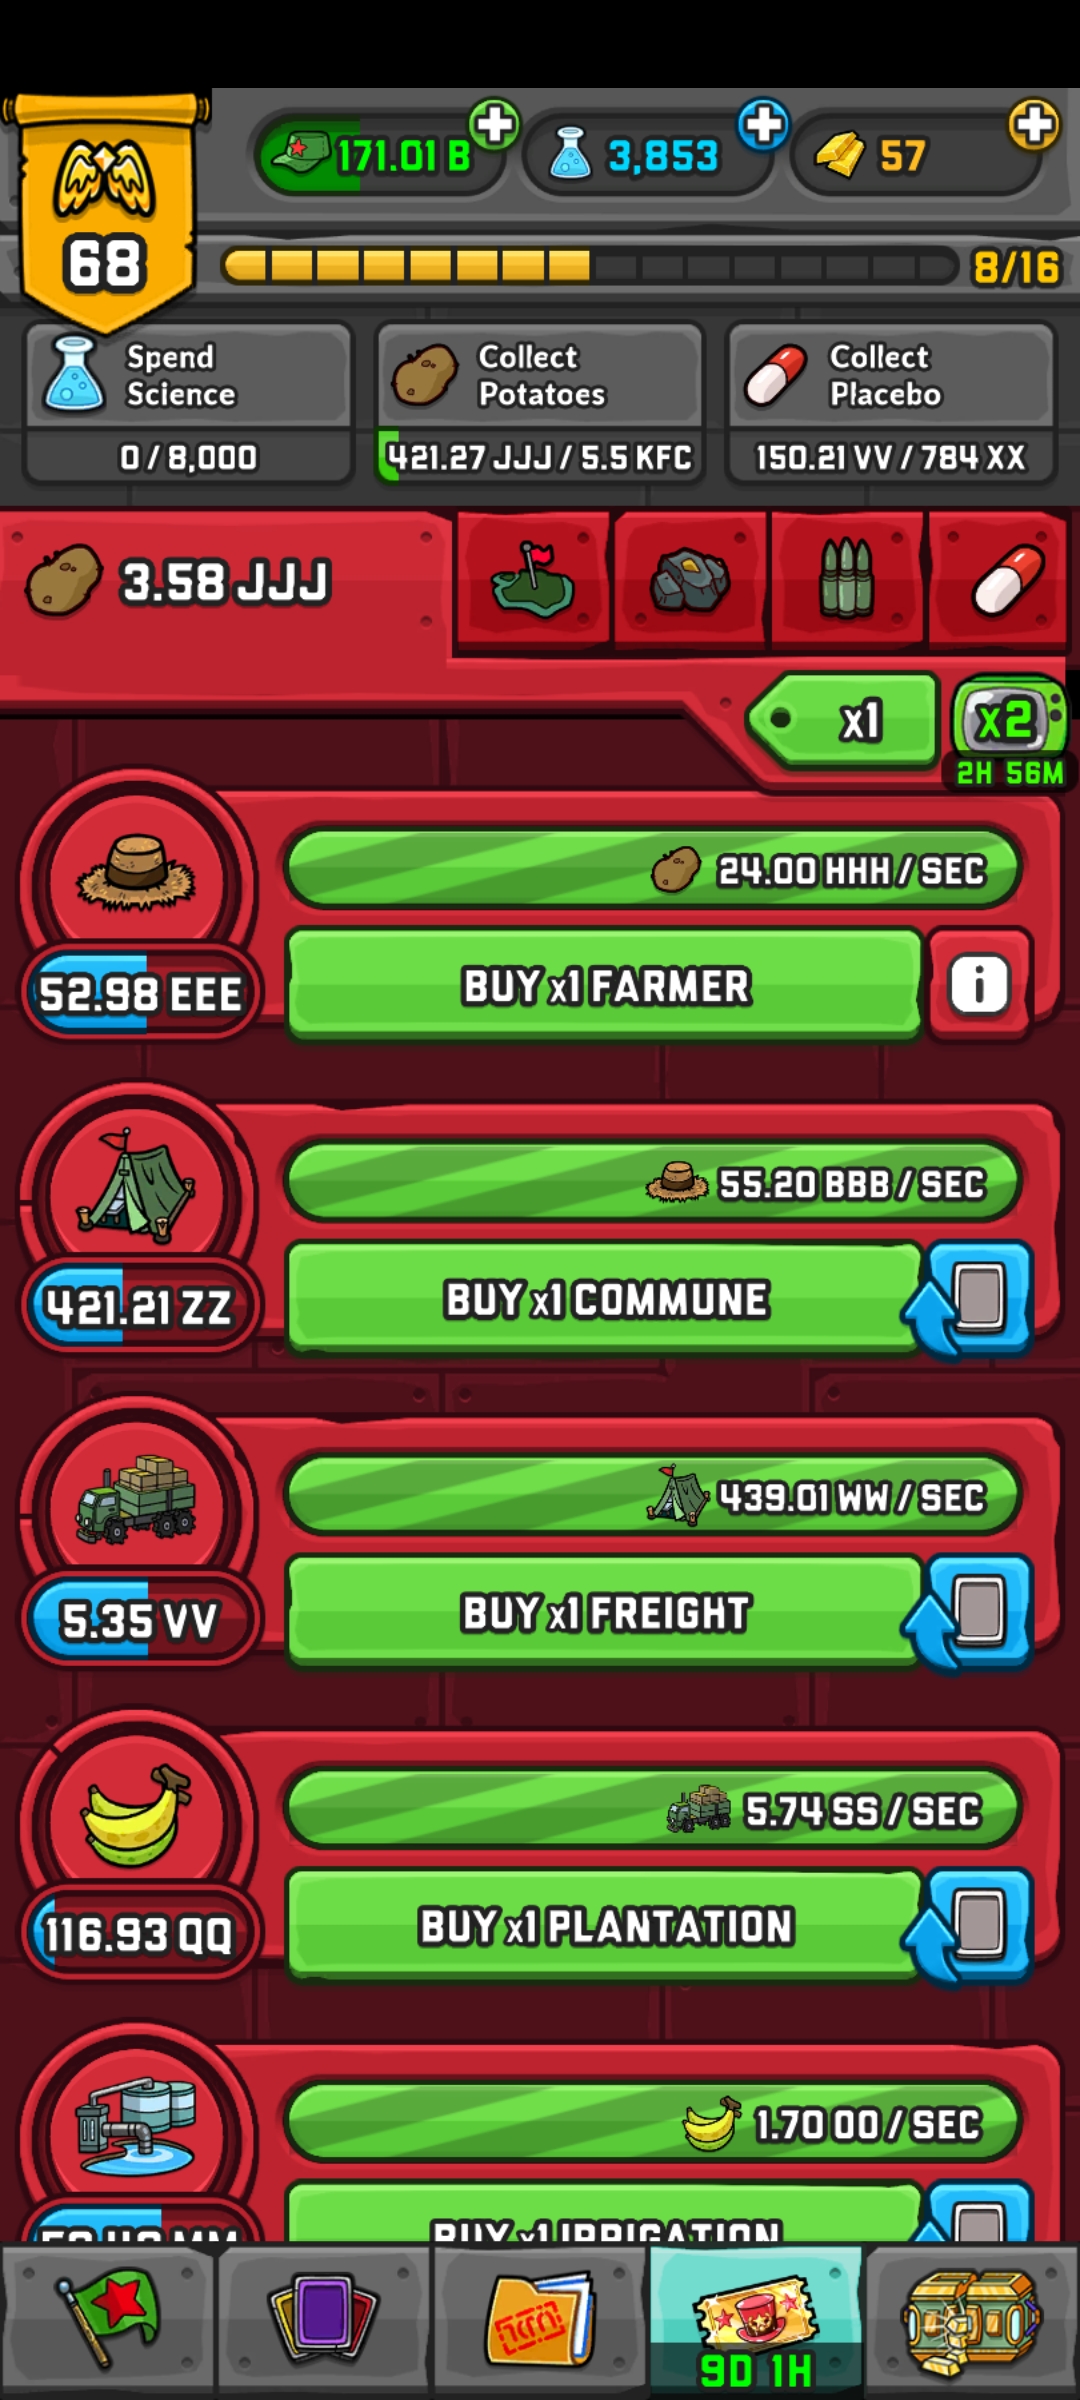 68
171.01 B
3,853
57
8/16
Spend
Science
0 / 8,000
Collect
Potatoes
421.27 JJJ / 5.5 KFC
Collect
Placebo
150.21 VV / 784 XX
3.58 JJJ
x1
x2
2H 56M
24.00 HHH / SEC
52.98 EEE
BUY x1 FARMER
i
55.20 BBB / SEC
421.21 ZZ
BUY x1 COMMUNE
439.01 WW / SEC
5.35 VV
BUY x1 FREIGHT
5.74 SS / SEC
116.93 QQ
BUY x1 PLANTATION
1.70 OO / SEC
BUY x1 IRRIGATION
9D 1H